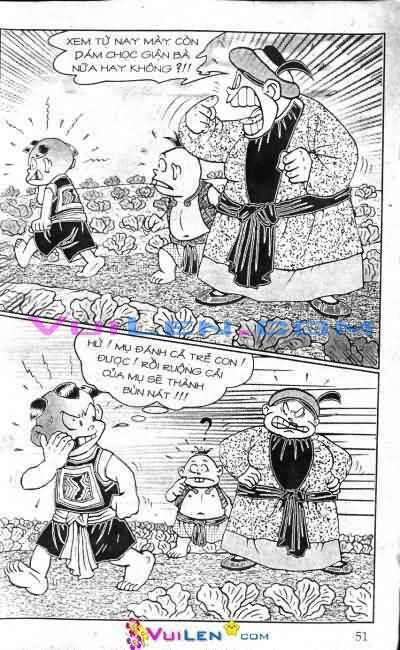 XEM TỪ NAY MÀY CÒN
DÁM CHỌC GIẬN BÀ
NỮA HAY KHÔNG ?!!
VUILEN.COM
HỪ ! MỤ ĐÁNH CẢ TRẺ CON !
ĐƯỢC ! RỒI RUỘNG CẢI
CỦA MỤ SẼ THÀNH
BÙN NÁT !!!
?
51
VUILEN.COM